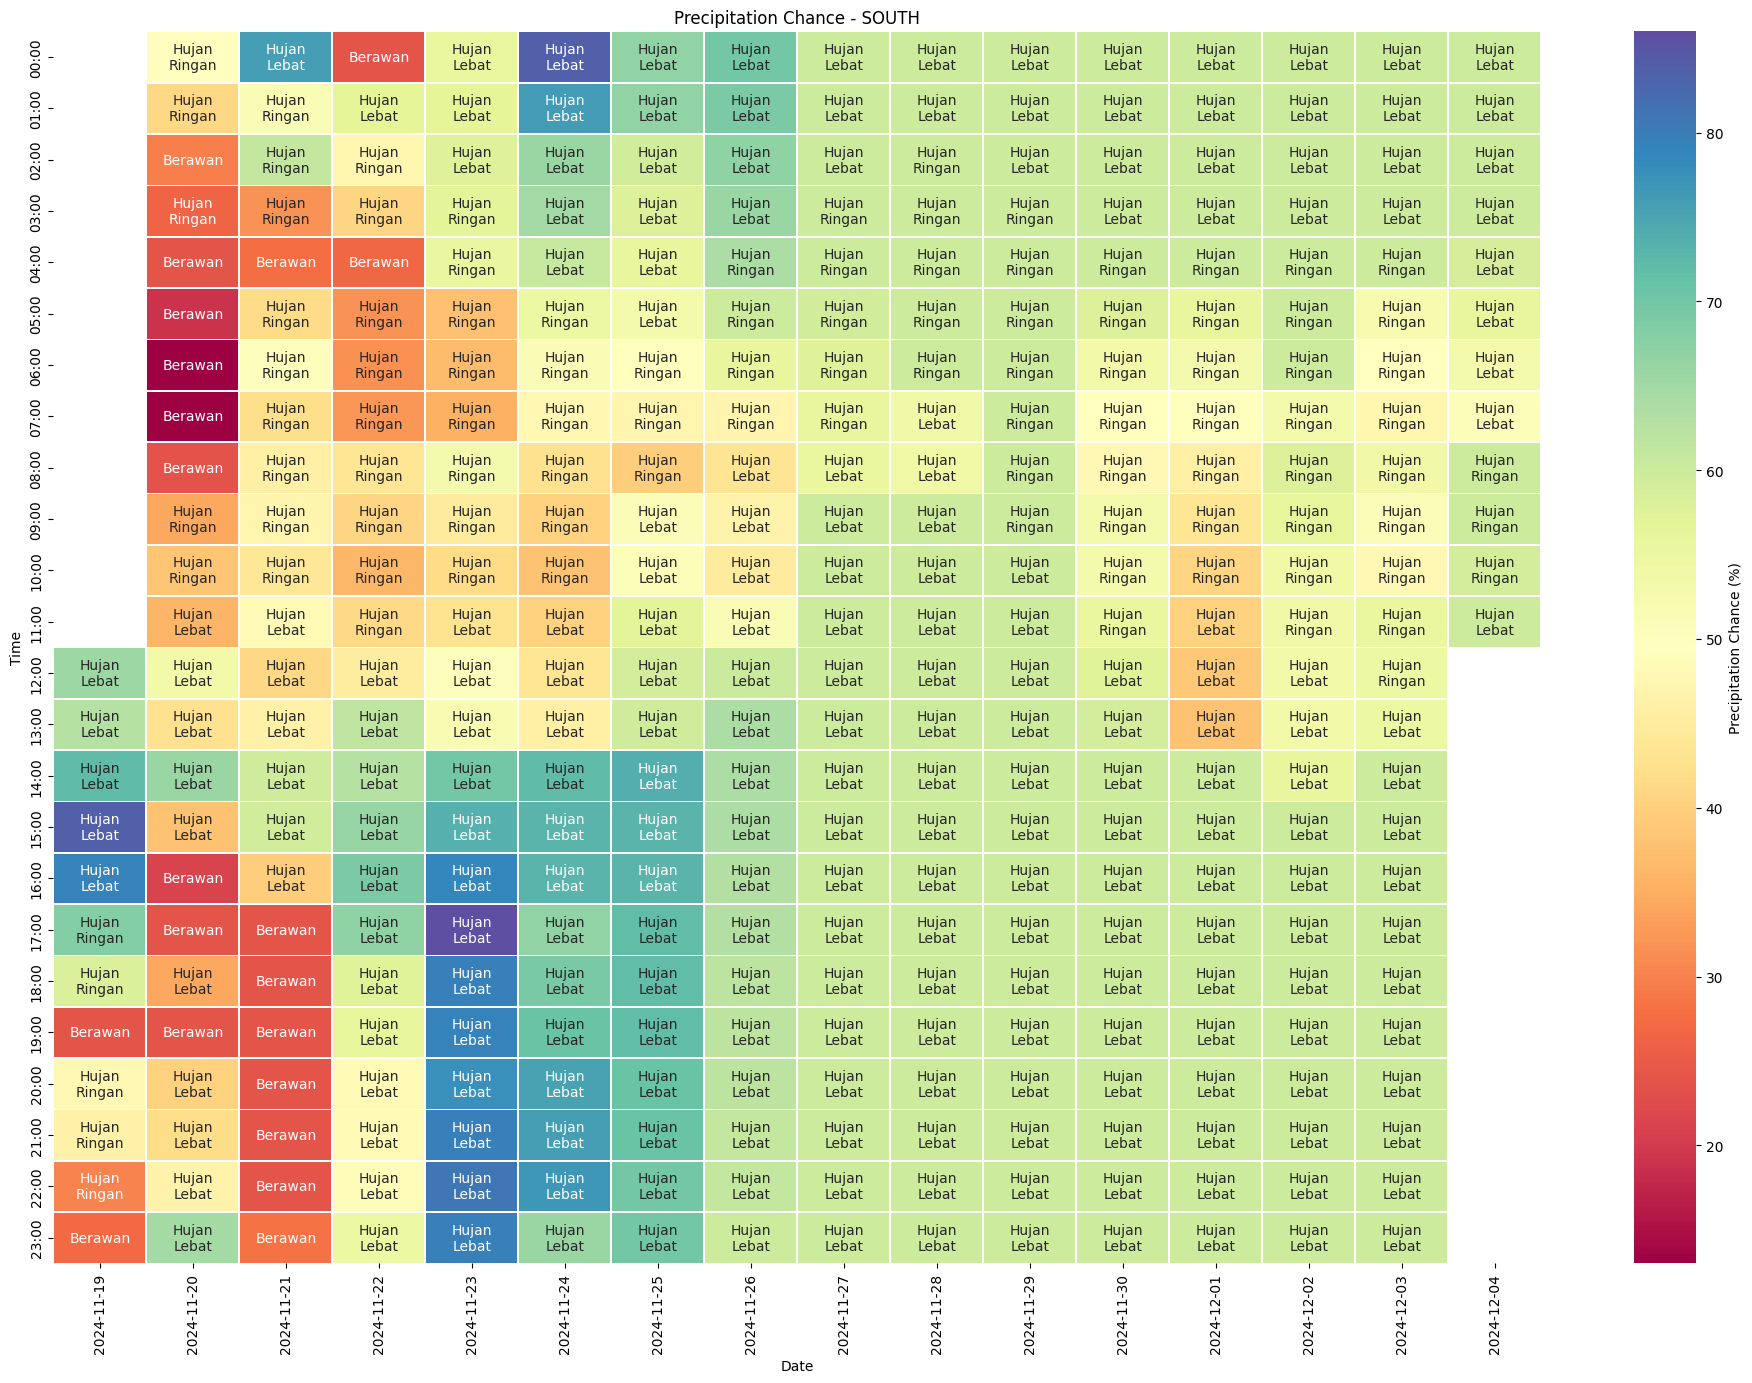 Precipitation Chance - SOUTH
00:00 Hujan Ringan Hujan Lebat Berawan Hujan Lebat Hujan Lebat Hujan Lebat Hujan Lebat Hujan Lebat Hujan Lebat Hujan Lebat Hujan Lebat Hujan Lebat Hujan Lebat Hujan Lebat Hujan Lebat
01:00 Hujan Ringan Hujan Ringan Hujan Lebat Hujan Lebat Hujan Lebat Hujan Lebat Hujan Lebat Hujan Lebat Hujan Lebat Hujan Lebat Hujan Lebat Hujan Lebat Hujan Lebat Hujan Lebat Hujan Lebat
02:00 Berawan Hujan Ringan Hujan Ringan Hujan Lebat Hujan Lebat Hujan Lebat Hujan Lebat Hujan Lebat Hujan Ringan Hujan Lebat Hujan Lebat Hujan Lebat Hujan Lebat Hujan Lebat Hujan Lebat
03:00 Hujan Ringan Hujan Ringan Hujan Ringan Hujan Ringan Hujan Lebat Hujan Lebat Hujan Lebat Hujan Ringan Hujan Ringan Hujan Ringan Hujan Lebat Hujan Lebat Hujan Lebat Hujan Lebat Hujan Lebat
04:00 Berawan Berawan Berawan Hujan Ringan Hujan Lebat Hujan Lebat Hujan Ringan Hujan Ringan Hujan Ringan Hujan Ringan Hujan Ringan Hujan Ringan Hujan Ringan Hujan Ringan Hujan Lebat
05:00 Berawan Hujan Ringan Hujan Ringan Hujan Ringan Hujan Ringan Hujan Lebat Hujan Ringan Hujan Ringan Hujan Ringan Hujan Ringan Hujan Ringan Hujan Ringan Hujan Ringan Hujan Ringan Hujan Lebat
06:00 Berawan Hujan Ringan Hujan Ringan Hujan Ringan Hujan Ringan Hujan Ringan Hujan Ringan Hujan Ringan Hujan Ringan Hujan Ringan Hujan Ringan Hujan Ringan Hujan Ringan Hujan Ringan Hujan Lebat
07:00 Berawan Hujan Ringan Hujan Ringan Hujan Ringan Hujan Ringan Hujan Ringan Hujan Ringan Hujan Ringan Hujan Lebat Hujan Ringan Hujan Ringan Hujan Ringan Hujan Ringan Hujan Ringan Hujan Lebat
08:00 Berawan Hujan Ringan Hujan Ringan Hujan Ringan Hujan Ringan Hujan Ringan Hujan Lebat Hujan Lebat Hujan Lebat Hujan Ringan Hujan Ringan Hujan Ringan Hujan Ringan Hujan Ringan Hujan Ringan
09:00 Hujan Ringan Hujan Ringan Hujan Ringan Hujan Ringan Hujan Ringan Hujan Lebat Hujan Lebat Hujan Lebat Hujan Lebat Hujan Ringan Hujan Ringan Hujan Ringan Hujan Ringan Hujan Ringan Hujan Ringan
10:00 Hujan Ringan Hujan Ringan Hujan Ringan Hujan Ringan Hujan Ringan Hujan Lebat Hujan Lebat Hujan Lebat Hujan Lebat Hujan Lebat Hujan Ringan Hujan Ringan Hujan Ringan Hujan Ringan Hujan Ringan
11:00 Hujan Lebat Hujan Lebat Hujan Ringan Hujan Lebat Hujan Lebat Hujan Lebat Hujan Lebat Hujan Lebat Hujan Lebat Hujan Lebat Hujan Ringan Hujan Lebat Hujan Ringan Hujan Ringan Hujan Lebat
12:00 Hujan Lebat Hujan Lebat Hujan Lebat Hujan Lebat Hujan Lebat Hujan Lebat Hujan Lebat Hujan Lebat Hujan Lebat Hujan Lebat Hujan Lebat Hujan Lebat Hujan Lebat Hujan Lebat Hujan Ringan
13:00 Hujan Lebat Hujan Lebat Hujan Lebat Hujan Lebat Hujan Lebat Hujan Lebat Hujan Lebat Hujan Lebat Hujan Lebat Hujan Lebat Hujan Lebat Hujan Lebat Hujan Lebat Hujan Lebat Hujan Lebat
14:00 Hujan Lebat Hujan Lebat Hujan Lebat Hujan Lebat Hujan Lebat Hujan Lebat Hujan Lebat Hujan Lebat Hujan Lebat Hujan Lebat Hujan Lebat Hujan Lebat Hujan Lebat Hujan Lebat Hujan Lebat
15:00 Hujan Lebat Hujan Lebat Hujan Lebat Hujan Lebat Hujan Lebat Hujan Lebat Hujan Lebat Hujan Lebat Hujan Lebat Hujan Lebat Hujan Lebat Hujan Lebat Hujan Lebat Hujan Lebat Hujan Lebat
16:00 Hujan Lebat Berawan Hujan Lebat Hujan Lebat Hujan Lebat Hujan Lebat Hujan Lebat Hujan Lebat Hujan Lebat Hujan Lebat Hujan Lebat Hujan Lebat Hujan Lebat Hujan Lebat Hujan Lebat
17:00 Hujan Ringan Berawan Berawan Hujan Lebat Hujan Lebat Hujan Lebat Hujan Lebat Hujan Lebat Hujan Lebat Hujan Lebat Hujan Lebat Hujan Lebat Hujan Lebat Hujan Lebat Hujan Lebat
18:00 Hujan Ringan Hujan Lebat Berawan Hujan Lebat Hujan Lebat Hujan Lebat Hujan Lebat Hujan Lebat Hujan Lebat Hujan Lebat Hujan Lebat Hujan Lebat Hujan Lebat Hujan Lebat Hujan Lebat
19:00 Berawan Berawan Berawan Hujan Lebat Hujan Lebat Hujan Lebat Hujan Lebat Hujan Lebat Hujan Lebat Hujan Lebat Hujan Lebat Hujan Lebat Hujan Lebat Hujan Lebat Hujan Lebat
20:00 Hujan Ringan Hujan Lebat Berawan Hujan Lebat Hujan Lebat Hujan Lebat Hujan Lebat Hujan Lebat Hujan Lebat Hujan Lebat Hujan Lebat Hujan Lebat Hujan Lebat Hujan Lebat Hujan Lebat
21:00 Hujan Ringan Hujan Lebat Berawan Hujan Lebat Hujan Lebat Hujan Lebat Hujan Lebat Hujan Lebat Hujan Lebat Hujan Lebat Hujan Lebat Hujan Lebat Hujan Lebat Hujan Lebat Hujan Lebat
22:00 Hujan Ringan Hujan Lebat Berawan Hujan Lebat Hujan Lebat Hujan Lebat Hujan Lebat Hujan Lebat Hujan Lebat Hujan Lebat Hujan Lebat Hujan Lebat Hujan Lebat Hujan Lebat Hujan Lebat
23:00 Berawan Hujan Lebat Berawan Hujan Lebat Hujan Lebat Hujan Lebat Hujan Lebat Hujan Lebat Hujan Lebat Hujan Lebat Hujan Lebat Hujan Lebat Hujan Lebat Hujan Lebat Hujan Lebat
Time
2024-11-19 2024-11-20 2024-11-21 2024-11-22 2024-11-23 2024-11-24 2024-11-25 2024-11-26 2024-11-27 2024-11-28 2024-11-29 2024-11-30 2024-12-01 2024-12-02 2024-12-03 2024-12-04
Date
80
70
60
50
40
30
20
Precipitation Chance (%)